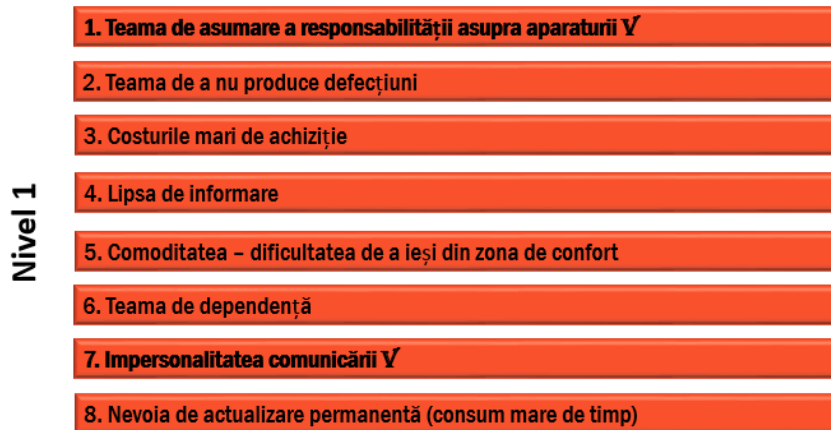 Nivel 1
1. Teama de asumare a responsabilității asupra aparaturii V
2. Teama de a nu produce defecțiuni
3. Costurile mari de achiziție
4. Lipsa de informare
5. Comoditatea – dificultatea de a ieși din zona de confort
6. Teama de dependență
7. Impersonalitatea comunicării V
8. Nevoia de actualizare permanentă (consum mare de timp)